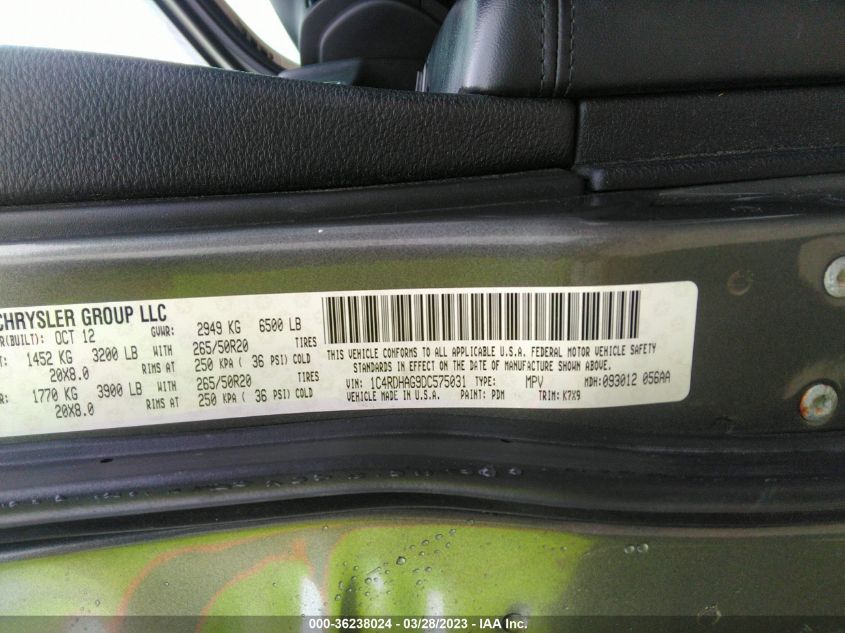 CHRYSLER GROUP LLC
R(BUILT): OCT 12 GVWR: 2949 KG 6500 LB
T: 1452 KG 3200 LB WITH 265/50R20 TIRES
20X8.0 RIMS AT 250 KPA ( 36 PSI) COLD
R: 1770 KG 3900 LB WITH 265/50R20 TIRES
20X8.0 RIMS AT 250 KPA ( 36 PSI) COLD
THIS VEHICLE CONFORMS TO ALL APPLICABLE U.S.A. FEDERAL MOTOR VEHICLE SAFETY
STANDARDS IN EFFECT ON THE DATE OF MANUFACTURE SHOWN ABOVE.
VIN: 1C4RDHAG9DC575031 TYPE: MPV MDH: 093012 056AA
VEHICLE MADE IN U.S.A. PAINT: PDM TRIM: K7X9
000-36238024 - 03/28/2023 - IAA Inc.